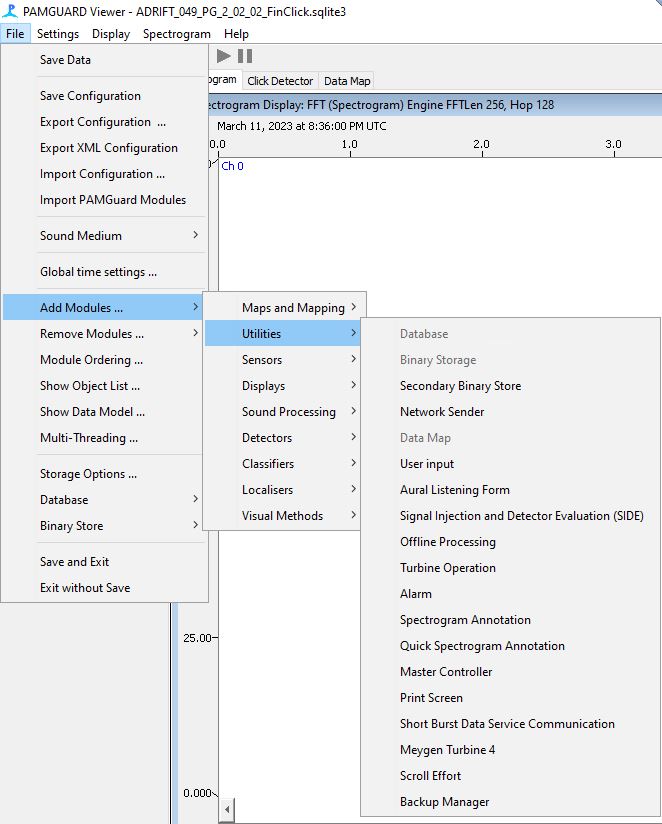 PAMGUARD Viewer - ADRIFT_049_PG_2_02_02_FinClick.sqlite3
File Settings Display Spectrogram Help
ogram Click Detector Data Map
ectrogram Display: FFT (Spectrogram) Engine FFTLen 256, Hop 128
March 11, 2023 at 8:36:00 PM UTC
0.0 1.0 2.0 3.0
Ch 0
Save Data
Save Configuration
Export Configuration ...
Export XML Configuration
Import Configuration ...
Import PAMGuard Modules
Sound Medium
Global time settings ...
Add Modules ...
Remove Modules ...
Module Ordering ...
Show Object List ...
Show Data Model ...
Multi-Threading ...
Storage Options ...
Database
Binary Store
Save and Exit
Exit without Save
Maps and Mapping
Utilities
Sensors
Displays
Sound Processing
Detectors
Classifiers
Localisers
Visual Methods
Database
Binary Storage
Secondary Binary Store
Network Sender
Data Map
User input
Aural Listening Form
Signal Injection and Detector Evaluation (SIDE)
Offline Processing
Turbine Operation
Alarm
Spectrogram Annotation
Quick Spectrogram Annotation
Master Controller
Print Screen
Short Burst Data Service Communication
Meygen Turbine 4
Scroll Effort
Backup Manager
25.00
0.000